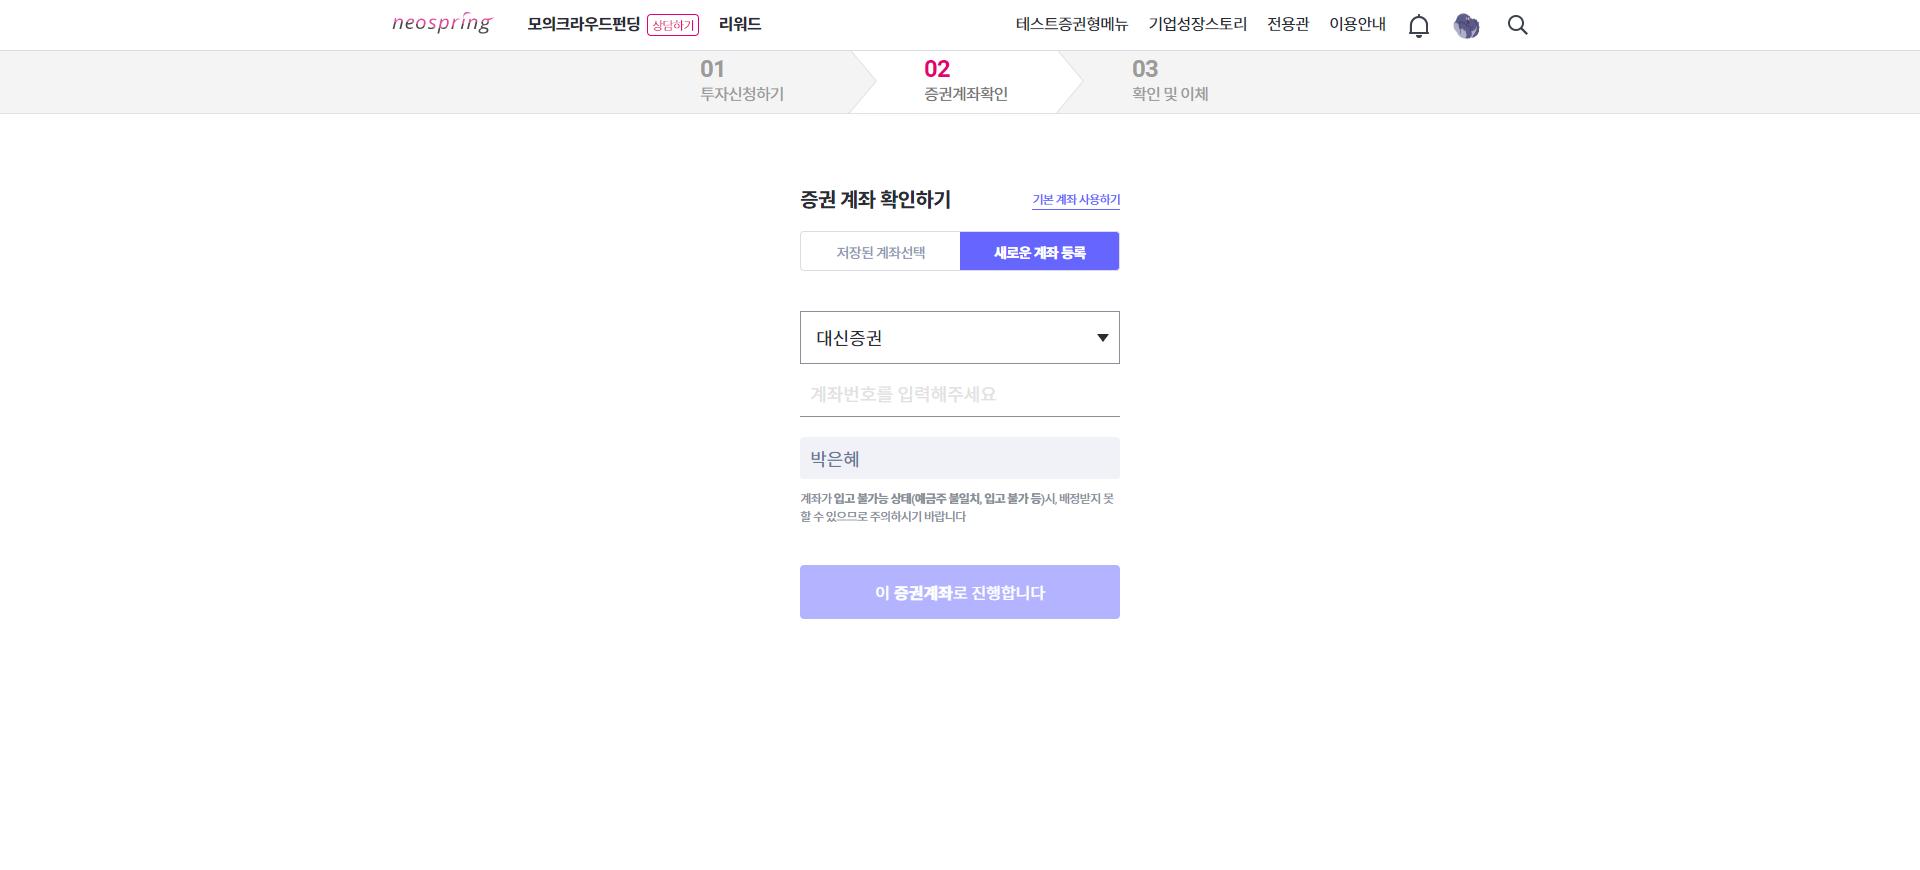 neospring 모의크라우드펀딩 상담하기 리워드 테스트증권형메뉴 기업성장스토리 전용관 이용안내
01 02 03
투자신청하기 증권계좌확인 확인 및 이체
증권 계좌 확인하기 기본 계좌 사용하기
저장된 계좌선택 새로운 계좌 등록
대신증권
계좌번호를 입력해주세요
박은혜
계좌가 입고 불가능 상태(예금주 불일치, 입고 불가 등)시, 배정받지 못
할 수 있으므로 주의하시기 바랍니다
이 증권계좌로 진행합니다